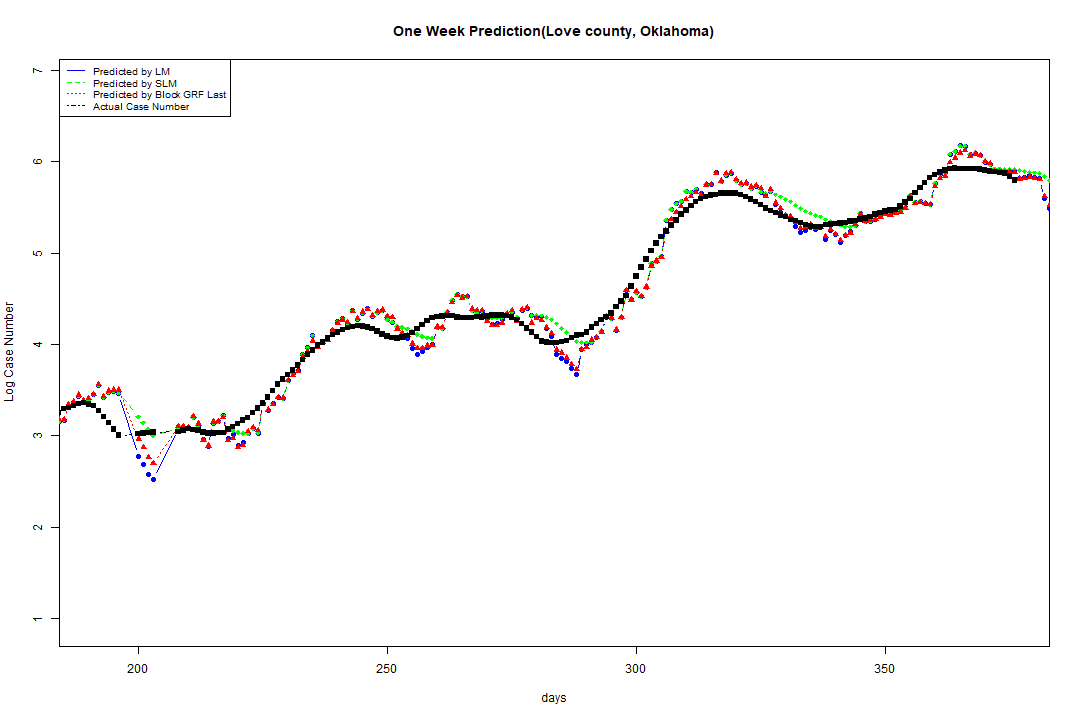 One Week Prediction(Love county, Oklahoma)
Predicted by LM
Predicted by SLM
Predicted by Block GRF Last
Actual Case Number
Log Case Number
7
6
5
4
3
2
1
200 250 300 350
days